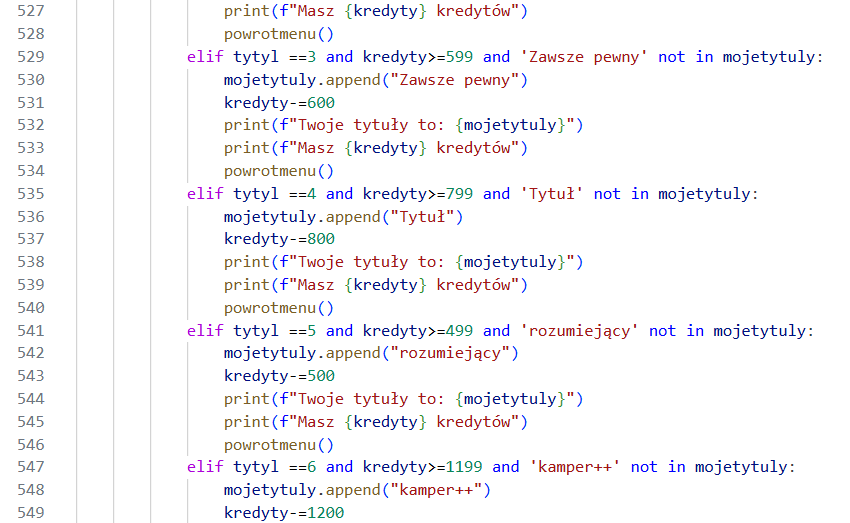 527 print(f"Masz {kredyty} kredytów")
528 powrotmenu()
529 elif tytyl ==3 and kredyty>=599 and 'Zawsze pewny' not in mojetytuly:
530 mojetytuly.append("Zawsze pewny")
531 kredyty-=600
532 print(f"Twoje tytuły to: {mojetytuly}")
533 print(f"Masz {kredyty} kredytów")
534 powrotmenu()
535 elif tytyl ==4 and kredyty>=799 and 'Tytuł' not in mojetytuly:
536 mojetytuly.append("Tytuł")
537 kredyty-=800
538 print(f"Twoje tytuły to: {mojetytuly}")
539 print(f"Masz {kredyty} kredytów")
540 powrotmenu()
541 elif tytyl ==5 and kredyty>=499 and 'rozumiejący' not in mojetytuly:
542 mojetytuly.append("rozumiejący")
543 kredyty-=500
544 print(f"Twoje tytuły to: {mojetytuly}")
545 print(f"Masz {kredyty} kredytów")
546 powrotmenu()
547 elif tytyl ==6 and kredyty>=1199 and 'kamper++' not in mojetytuly:
548 mojetytuly.append("kamper++")
549 kredyty-=1200